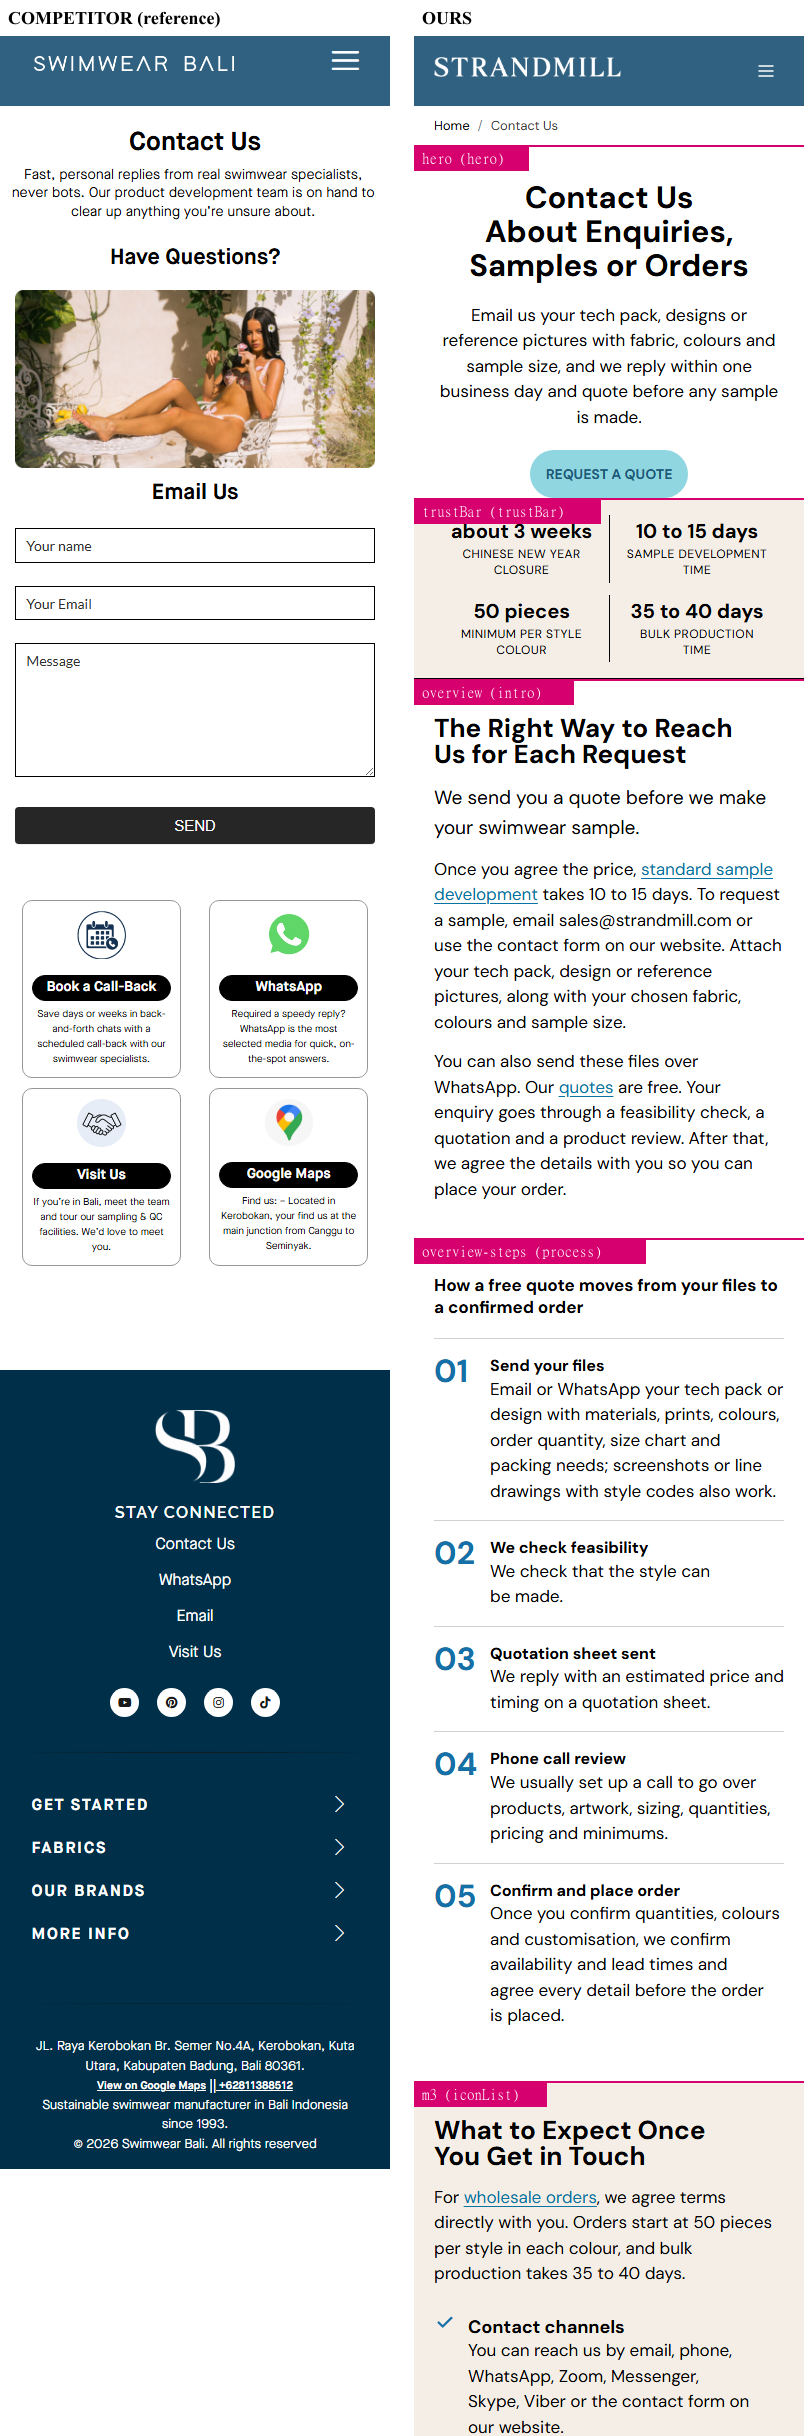 COMPETITOR (reference)
SWIMWEAR BALI
Contact Us
Fast, personal replies from real swimwear specialists,
never bots. Our product development team is on hand to
clear up anything you're unsure about.
Have Questions?
Email Us
Your name
Your Email
Message
SEND
Book a Call-Back
Save days or weeks in back-
and-forth chats with a
scheduled call-back with our
swimwear specialists.
WhatsApp
Required a speedy reply?
WhatsApp is the most
selected media for quick, on-
the-spot answers.
Visit Us
If you're in Bali, meet the team
and tour our sampling & QC
facilities. We'd love to meet
you.
Google Maps
Find us: – Located in
Kerobokan, your find us at the
main junction from Canggu to
Seminyak.
SB
STAY CONNECTED
Contact Us
WhatsApp
Email
Visit Us
GET STARTED
FABRICS
OUR BRANDS
MORE INFO
JL. Raya Kerobokan Br. Semer No.4A, Kerobokan, Kuta
Utara, Kabupaten Badung, Bali 80361.
View on Google Maps || +62811388512
Sustainable swimwear manufacturer in Bali Indonesia
since 1993.
© 2026 Swimwear Bali. All rights reserved
OURS
STRANDMILL
Home / Contact Us
hero (hero)
Contact Us
About Enquiries,
Samples or Orders
Email us your tech pack, designs or
reference pictures with fabric, colours and
sample size, and we reply within one
business day and quote before any sample
is made.
REQUEST A QUOTE
trustBar (trustBar)
about 3 weeks
CHINESE NEW YEAR
CLOSURE
10 to 15 days
SAMPLE DEVELOPMENT
TIME
50 pieces
MINIMUM PER STYLE
COLOUR
35 to 40 days
BULK PRODUCTION
TIME
overview (intro)
The Right Way to Reach
Us for Each Request
We send you a quote before we make
your swimwear sample.
Once you agree the price, standard sample
development takes 10 to 15 days. To request
a sample, email sales@strandmill.com or
use the contact form on our website. Attach
your tech pack, design or reference
pictures, along with your chosen fabric,
colours and sample size.
You can also send these files over
WhatsApp. Our quotes are free. Your
enquiry goes through a feasibility check, a
quotation and a product review. After that,
we agree the details with you so you can
place your order.
overview-steps (process)
How a free quote moves from your files to
a confirmed order
01
Send your files
Email or WhatsApp your tech pack or
design with materials, prints, colours,
order quantity, size chart and
packing needs; screenshots or line
drawings with style codes also work.
02
We check feasibility
We check that the style can
be made.
03
Quotation sheet sent
We reply with an estimated price and
timing on a quotation sheet.
04
Phone call review
We usually set up a call to go over
products, artwork, sizing, quantities,
pricing and minimums.
05
Confirm and place order
Once you confirm quantities, colours
and customisation, we confirm
availability and lead times and
agree every detail before the order
is placed.
m3 (iconList)
What to Expect Once
You Get in Touch
For wholesale orders, we agree terms
directly with you. Orders start at 50 pieces
per style in each colour, and bulk
production takes 35 to 40 days.
Contact channels
You can reach us by email, phone,
WhatsApp, Zoom, Messenger,
Skype, Viber or the contact form on
our website.